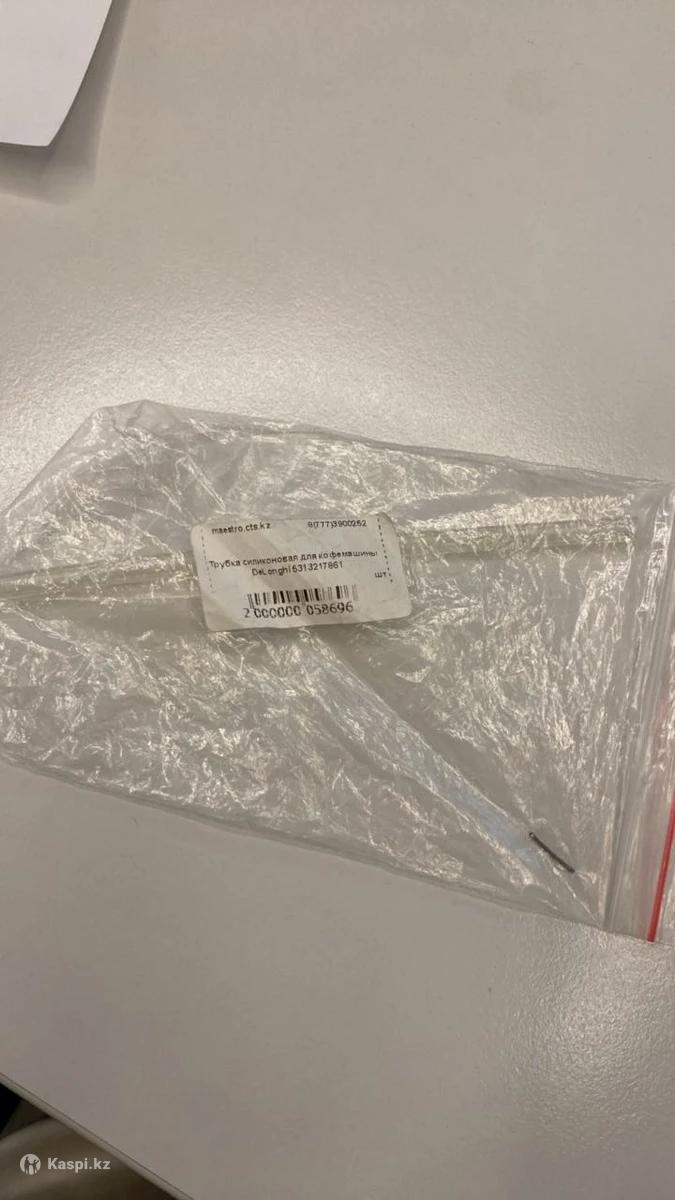 maestro.cts.kz 8(777)3900262
Трубка силиконовая для кофемашины
DeLonghi 5313217861
шт
2 000000 058696
Kaspi.kz